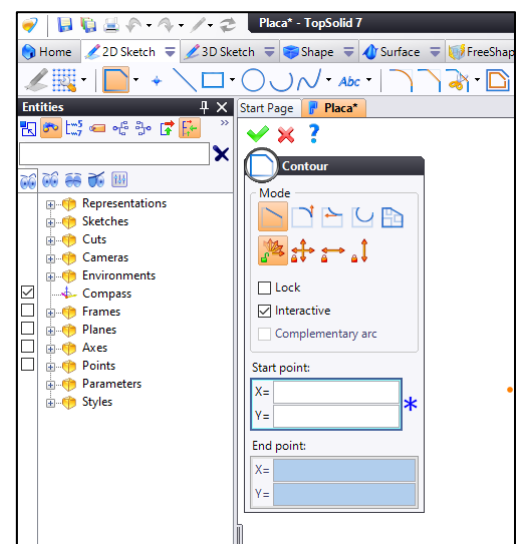 Placa* - TopSolid 7
Home 2D Sketch 3D Sketch Shape Surface FreeShap
Abc
Entities
Start Page Placa*
Contour
Mode
Lock
Interactive
Complementary arc
Start point:
X=
Y=
End point:
X=
Y=
Representations
Sketches
Cuts
Cameras
Environments
Compass
Frames
Planes
Axes
Points
Parameters
Styles